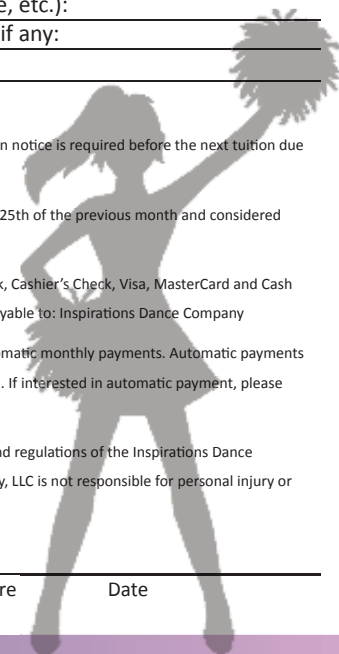 e, etc.):
if any:
n notice is required before the next tuition due
25th of the previous month and considered
k, Cashier’s Check, Visa, MasterCard and Cash
yable to: Inspirations Dance Company
omatic monthly payments. Automatic payments
. If interested in automatic payment, please
nd regulations of the Inspirations Dance
y, LLC is not responsible for personal injury or
re Date